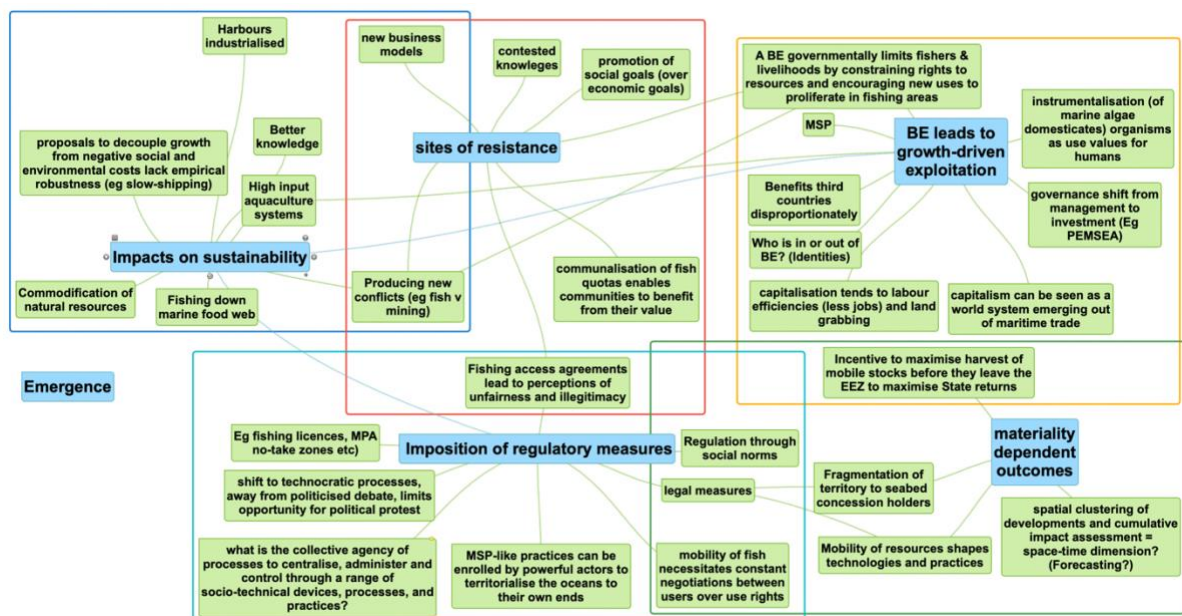 Harbours
industrialised
new business
models
contested
knowleges
promotion of
social goals (over
economic goals)
A BE governmentally limits fishers &
livelihoods by constraining rights to
resources and encouraging new uses to
proliferate in fishing areas
instrumentalisation (of
marine algae
domesticates) organisms
as use values for
humans
MSP
BE leads to
growth-driven
exploitation
proposals to decouple growth
from negative social and
environmental costs lack empirical
robustness (eg slow-shipping)
Better
knowledge
sites of resistance
High input
aquaculture
systems
Benefits third
countries
disproportionately
governance shift from
management to
investment (Eg
PEMSEA)
Who is in or out of
BE? (Identities)
Impacts on sustainability
Commodification of
natural resources
Fishing down
marine food web
Producing new
conflicts (eg fish v
mining)
communalisation of fish
quotas enables
communities to benefit
from their value
capitalisation tends to labour
efficiencies (less jobs) and land
grabbing
capitalism can be seen as a
world system emerging out
of maritime trade
Emergence
Fishing access agreements
lead to perceptions of
unfairness and illegitimacy
Incentive to maximise harvest of
mobile stocks before they leave the
EEZ to maximise State returns
Eg fishing licences, MPA
no-take zones etc)
Imposition of regulatory measures
Regulation through
social norms
materiality
dependent
outcomes
shift to technocratic processes,
away from politicised debate, limits
opportunity for political protest
legal measures
Fragmentation of
territory to seabed
concession holders
what is the collective agency of
processes to centralise, administer and
control through a range of
socio-technical devices, processes, and
practices?
MSP-like practices can be
enrolled by powerful actors to
territorialise the oceans to
their own ends
mobility of fish
necessitates constant
negotiations between
users over use rights
Mobility of resources shapes
technologies and practices
spatial clustering of
developments and cumulative
impact assessment =
space-time dimension?
(Forecasting?)